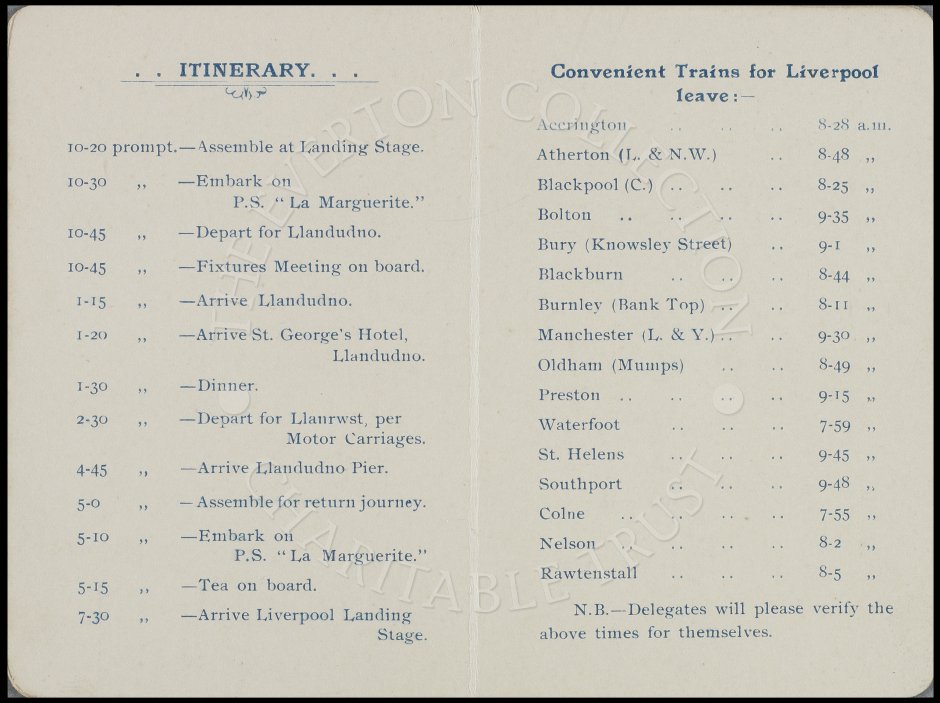 . . ITINERARY. . .
10-20 prompt.—Assemble at Landing Stage.
10-30 „ —Embark on
P.S. “ La Marguerite.”
10-45 „ —Depart for Llandudno.
10-45 „ —Fixtures Meeting on board.
1-15 „ —Arrive Llandudno.
1-20 „ —Arrive St. George's Hotel,
Llandudno.
1-30 „ —Dinner.
2-30 „ —Depart for Llanrwst, per
Motor Carriages.
4-45 „ —Arrive Llandudno Pier.
5-0 „ —Assemble for return journey.
5-10 „ —Embark on
P.S. “ La Marguerite.”
5-15 „ —Tea on board.
7-30 „ —Arrive Liverpool Landing
Stage.
Convenient Trains for Liverpool
leave :—
Accrington .. .. .. 8-28 a.m.
Atherton (L. & N.W.) .. 8-48 „
Blackpool (C.) .. .. .. 8-25 „
Bolton .. .. .. .. 9-35 „
Bury (Knowsley Street) .. 9-1 „
Blackburn .. .. .. 8-44 „
Burnley (Bank Top) .. .. 8-11 „
Manchester (L. & Y.) .. .. 9-30 „
Oldham (Mumps) .. .. 8-49 „
Preston .. .. .. .. 9-15 „
Waterfoot .. .. .. 7-59 „
St. Helens .. .. .. 9-45 „
Southport .. .. .. 9-48 „
Colne .. .. .. .. 7-55 „
Nelson .. .. .. .. 8-2 „
Rawtenstall .. .. .. 8-5 „
N.B.—Delegates will please verify the
above times for themselves.
THE EVERTON COLLECTION
CHARITABLE TRUST